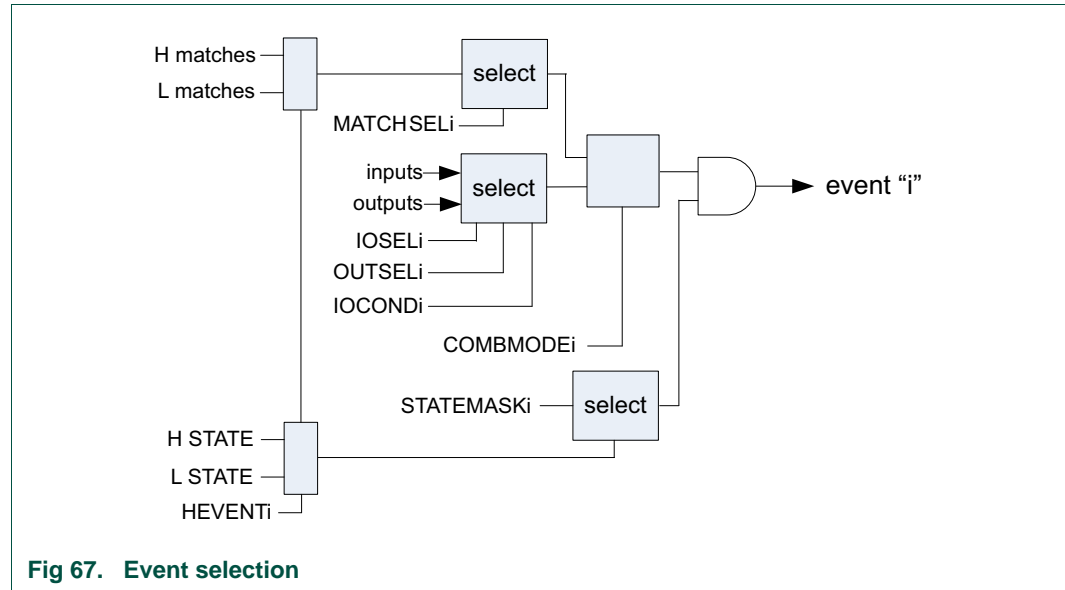 H matches
L matches
select
MATCHSELi
inputs
outputs
select
IOSELi
OUTSELi
IOCONDi
event “i”
COMBMODEi
STATEMASKi
select
H STATE
L STATE
HEVENTi
Fig 67. Event selection